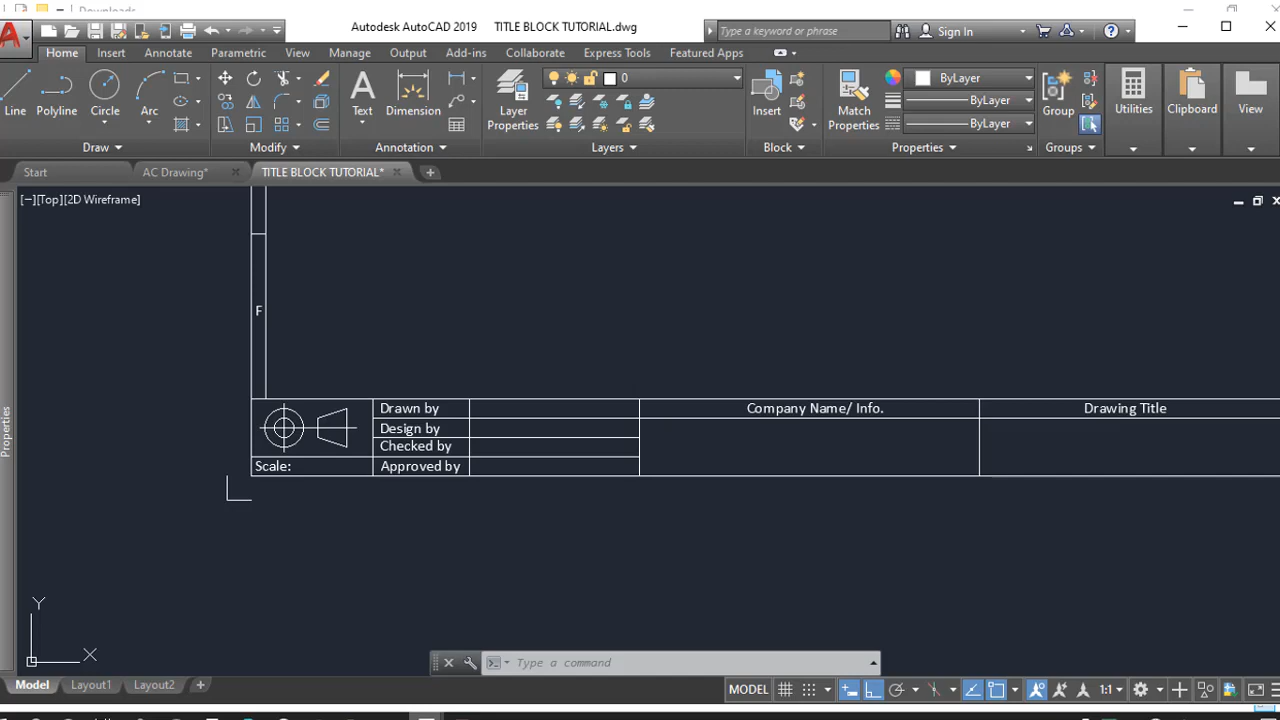 Downloads
Autodesk AutoCAD 2019 TITLE BLOCK TUTORIAL.dwg
Type a keyword or phrase
Sign In
Home Insert Annotate Parametric View Manage Output Add-ins Collaborate Express Tools Featured Apps
Line Polyline Circle Arc
Text Dimension
Layer Properties
0
Insert
Match Properties
ByLayer
ByLayer
ByLayer
Group
Utilities Clipboard View
Draw Modify Annotation Layers Block Properties Groups
Start AC Drawing* TITLE BLOCK TUTORIAL*
[−][Top][2D Wireframe]
Properties
F
Drawn by Company Name/ Info. Drawing Title
Design by
Checked by
Scale: Approved by
Y
X
Type a command
Model Layout1 Layout2
MODEL 1:1